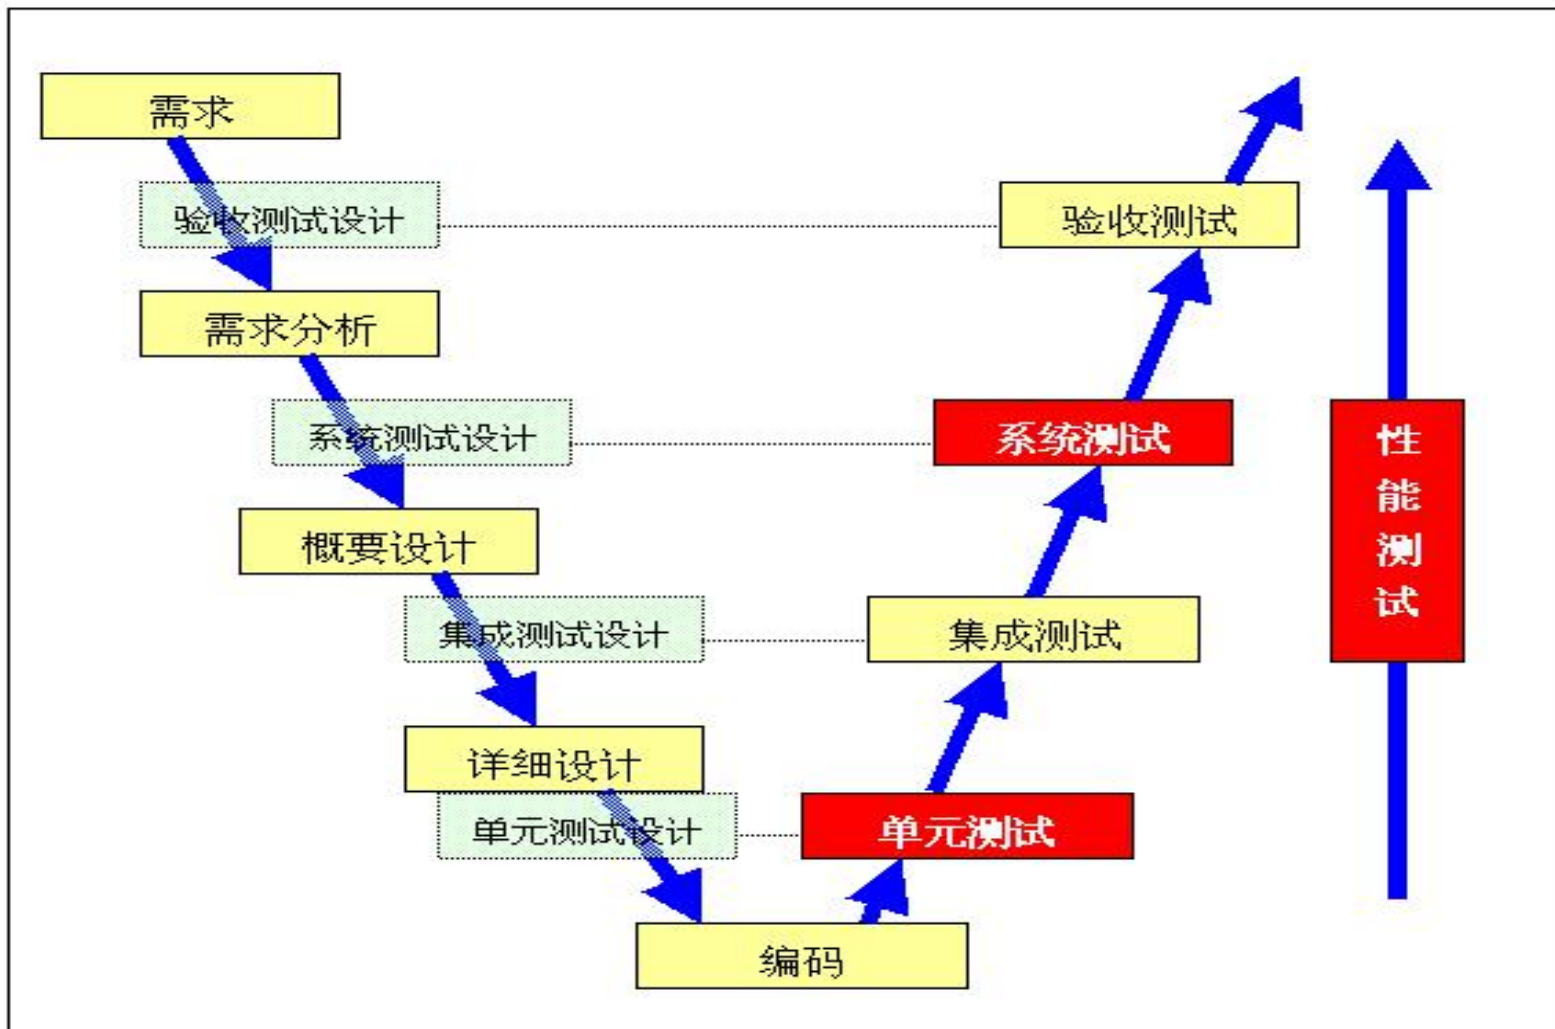 需求
验收测试设计
验收测试
需求分析
系统测试设计
系统测试
性能测试
概要设计
集成测试设计
集成测试
详细设计
单元测试设计
单元测试
编码